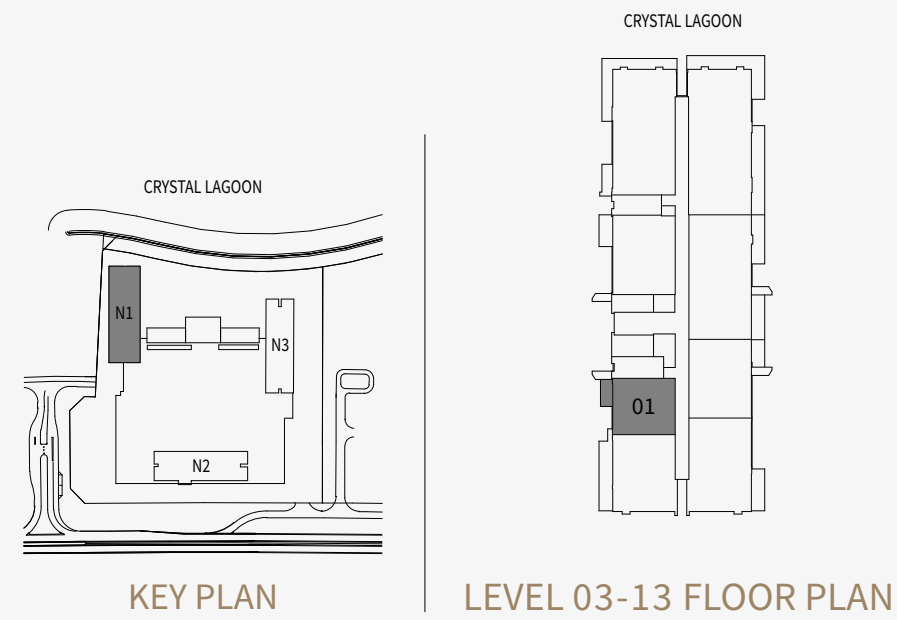 CRYSTAL LAGOON
N1
N3
N2
KEY PLAN
CRYSTAL LAGOON
01
LEVEL 03-13 FLOOR PLAN